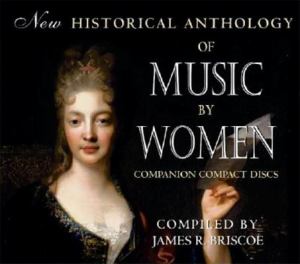 New HISTORICAL ANTHOLOGY
OF
MUSIC
BY
WOMEN
COMPANION COMPACT DISCS
COMPILED BY
JAMES R. BRISCOE